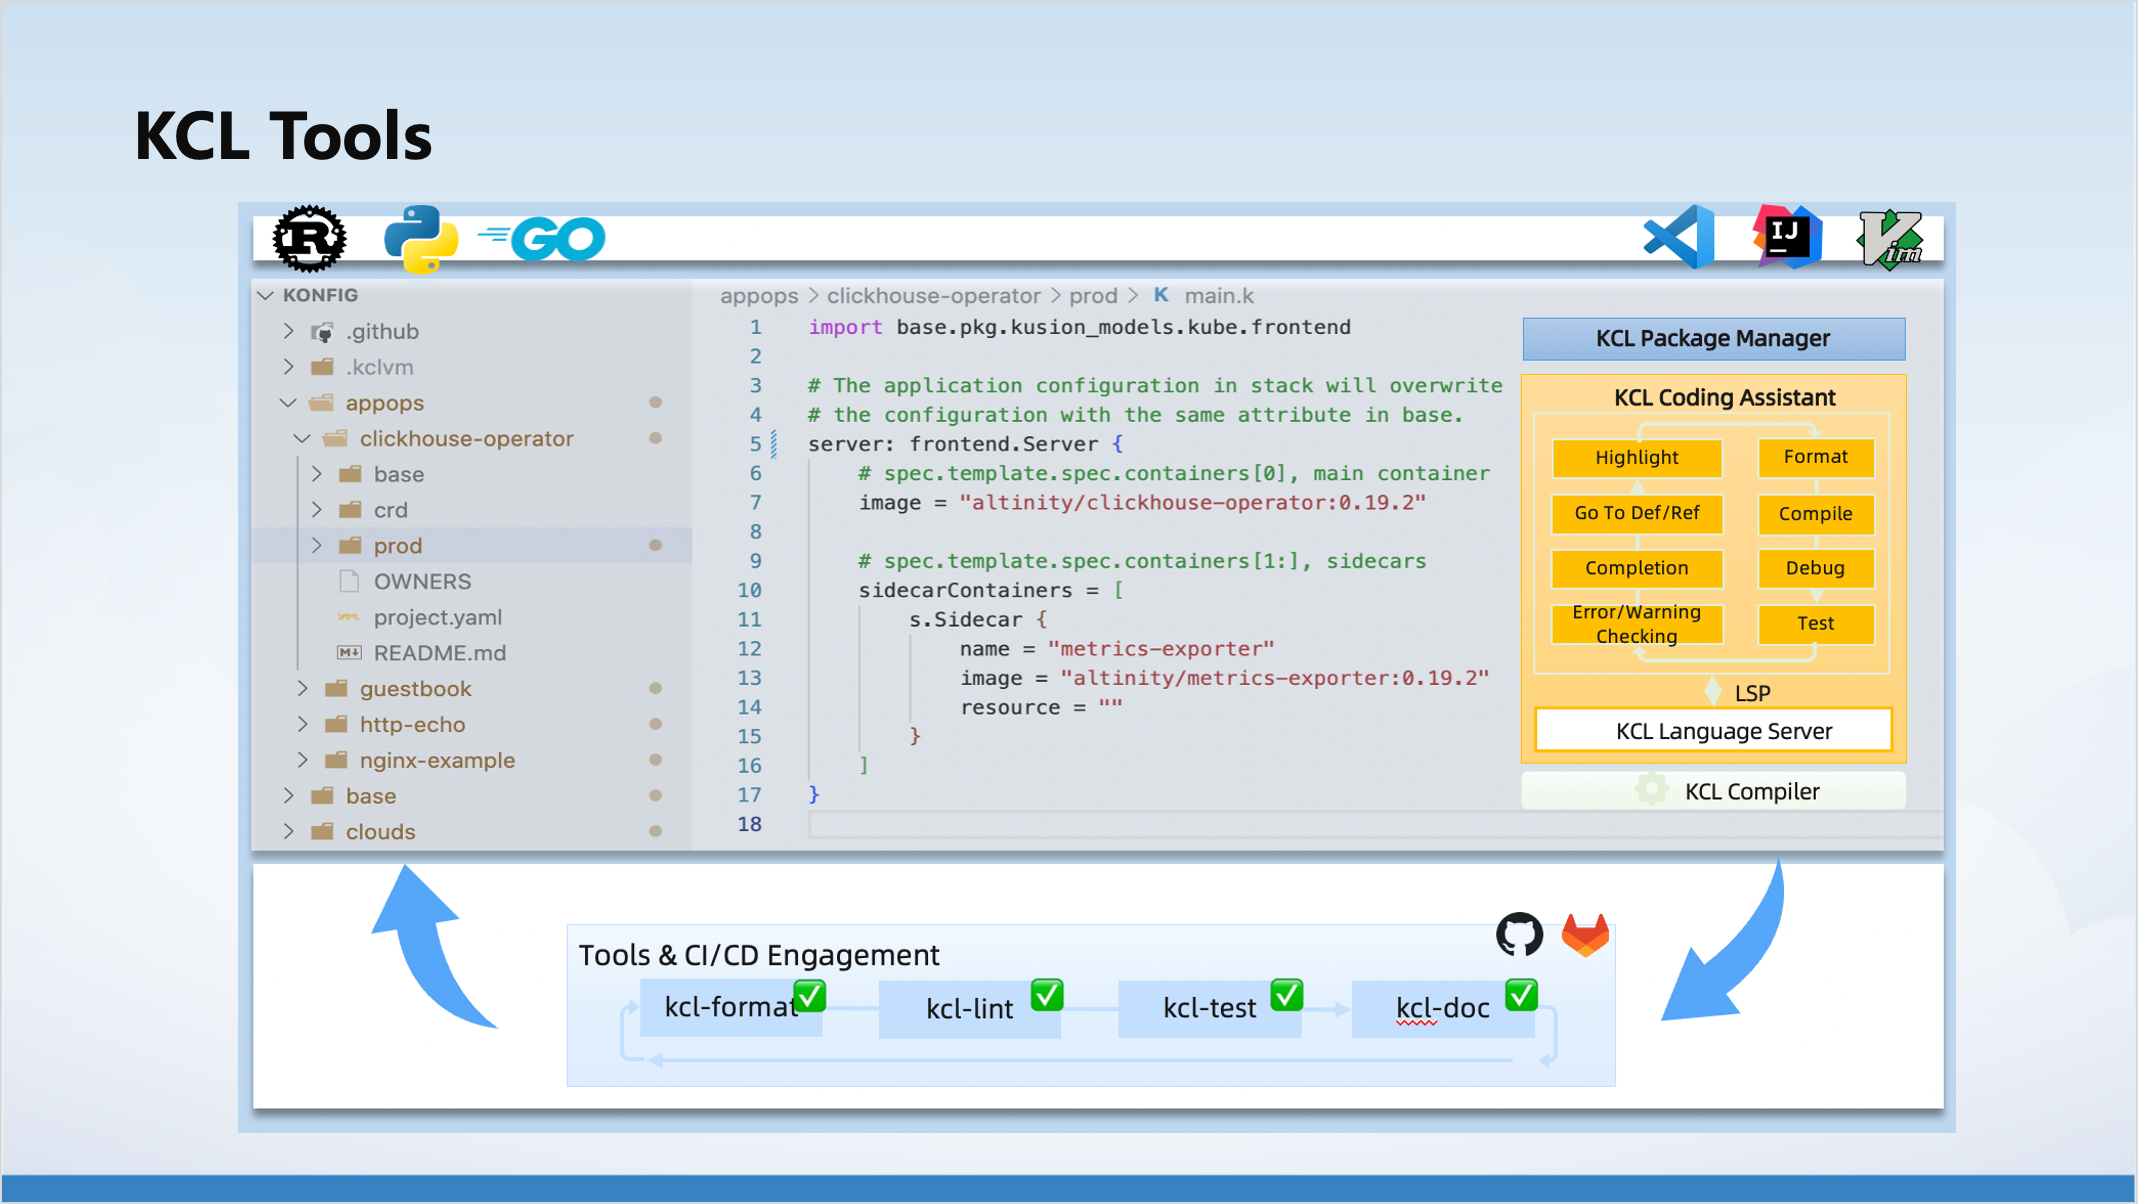 KCL Tools
R
GO
IJ
Vim
KONFIG
.github
.kclvm
appops
clickhouse-operator
base
crd
prod
OWNERS
YML
project.yaml
M↓
README.md
guestbook
http-echo
nginx-example
base
clouds
appops > clickhouse-operator > prod > K main.k
1 import base.pkg.kusion_models.kube.frontend
2
3 # The application configuration in stack will overwrite
4 # the configuration with the same attribute in base.
5 server: frontend.Server {
6     # spec.template.spec.containers[0], main container
7     image = "altinity/clickhouse-operator:0.19.2"
8
9     # spec.template.spec.containers[1:], sidecars
10     sidecarContainers = [
11         s.Sidecar {
12             name = "metrics-exporter"
13             image = "altinity/metrics-exporter:0.19.2"
14             resource = ""
15         }
16     ]
17 }
18
KCL Package Manager
KCL Coding Assistant
Highlight
Format
Go To Def/Ref
Compile
Completion
Debug
Error/Warning
Checking
Test
LSP
KCL Language Server
KCL Compiler
Tools & CI/CD Engagement
kcl-format
kcl-lint
kcl-test
kcl-doc